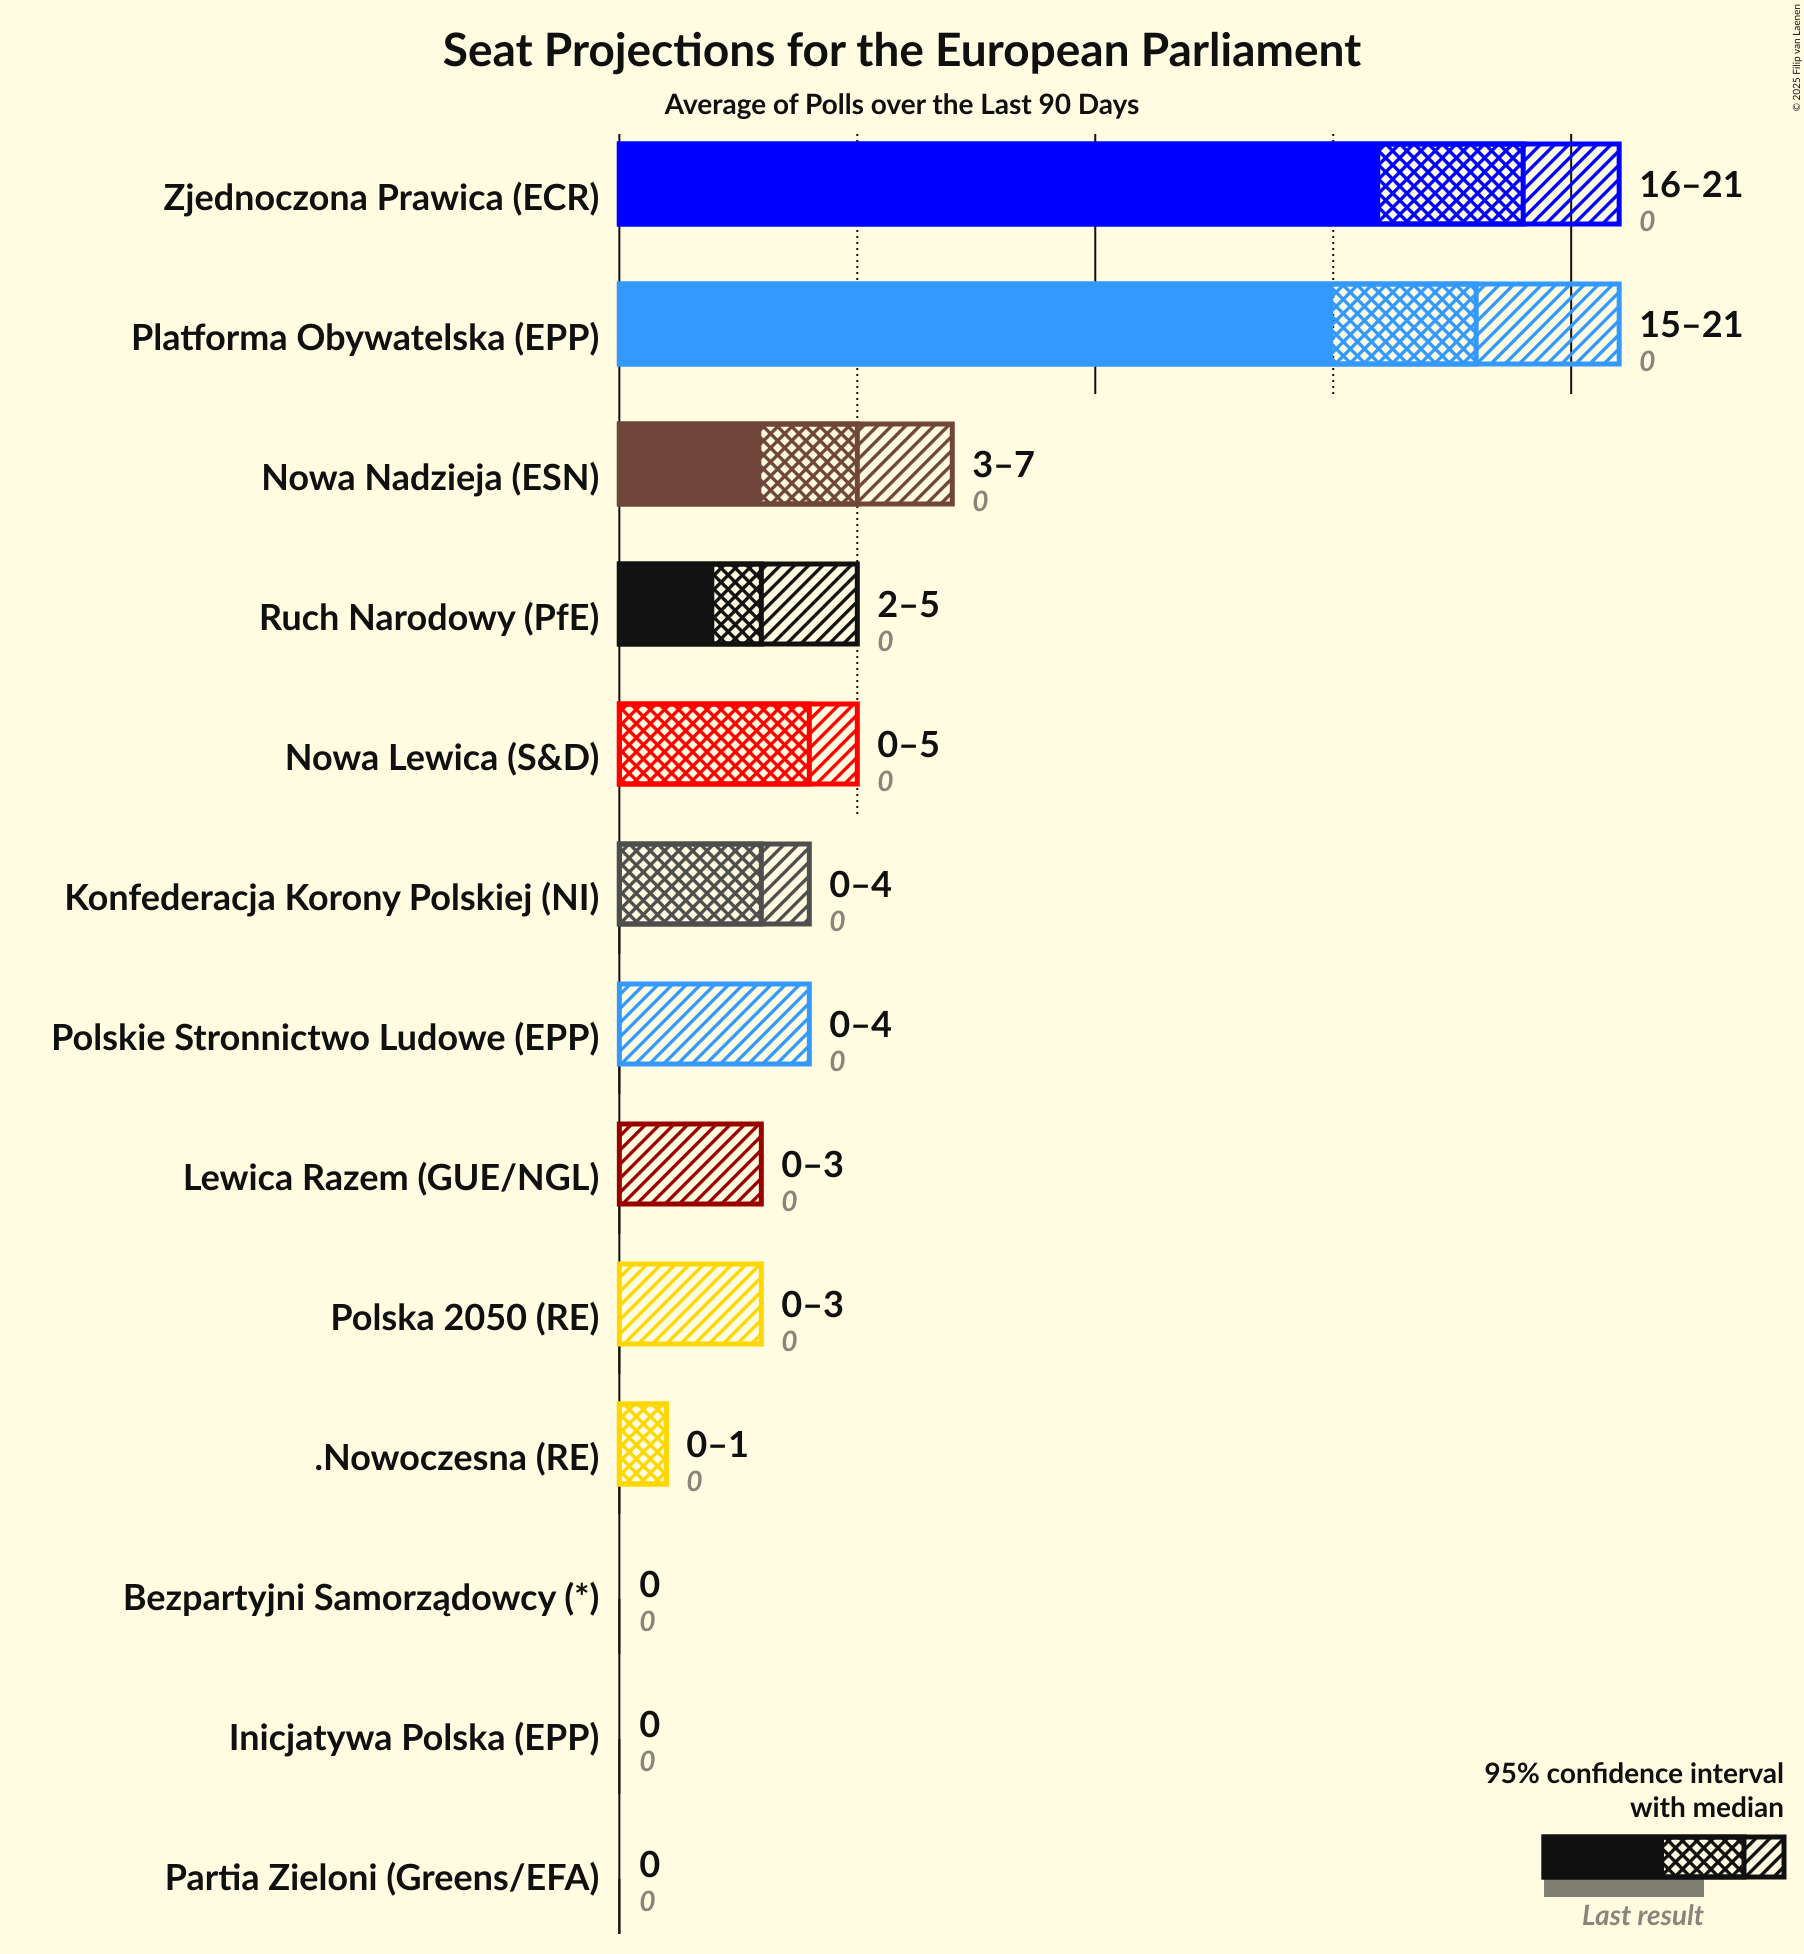 Seat Projections for the European Parliament
Average of Polls over the Last 90 Days
© 2025 Filip van Laenen
Zjednoczona Prawica (ECR)
16–21
0
Platforma Obywatelska (EPP)
15–21
0
Nowa Nadzieja (ESN)
3–7
0
Ruch Narodowy (PfE)
2–5
0
Nowa Lewica (S&D)
0–5
0
Konfederacja Korony Polskiej (NI)
0–4
0
Polskie Stronnictwo Ludowe (EPP)
0–4
0
Lewica Razem (GUE/NGL)
0–3
0
Polska 2050 (RE)
0–3
0
.Nowoczesna (RE)
0–1
0
Bezpartyjni Samorządowcy (*)
0
0
Inicjatywa Polska (EPP)
0
0
Partia Zieloni (Greens/EFA)
0
0
95% confidence interval
with median
Last result